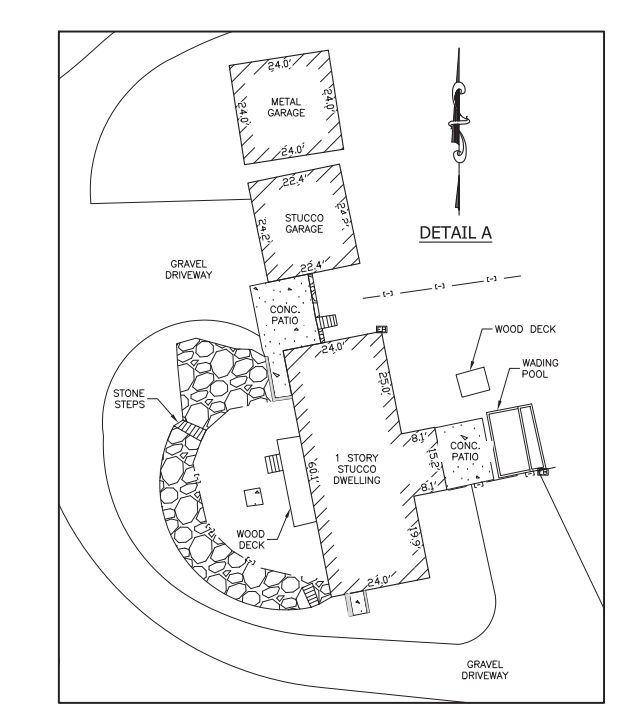 24.0'
24.0'
METAL
GARAGE
24.0'
24.0'
22.4'
24.2'
STUCCO
GARAGE
24.2'
22.4'
DETAIL A
GRAVEL
DRIVEWAY
CONC.
PATIO
24.0'
WOOD DECK
WADING
POOL
25.0'
STONE
STEPS
8.1'
CONC.
PATIO
15.2'
8.1'
60.1'
1 STORY
STUCCO
DWELLING
WOOD
DECK
19.9'
24.0'
GRAVEL
DRIVEWAY